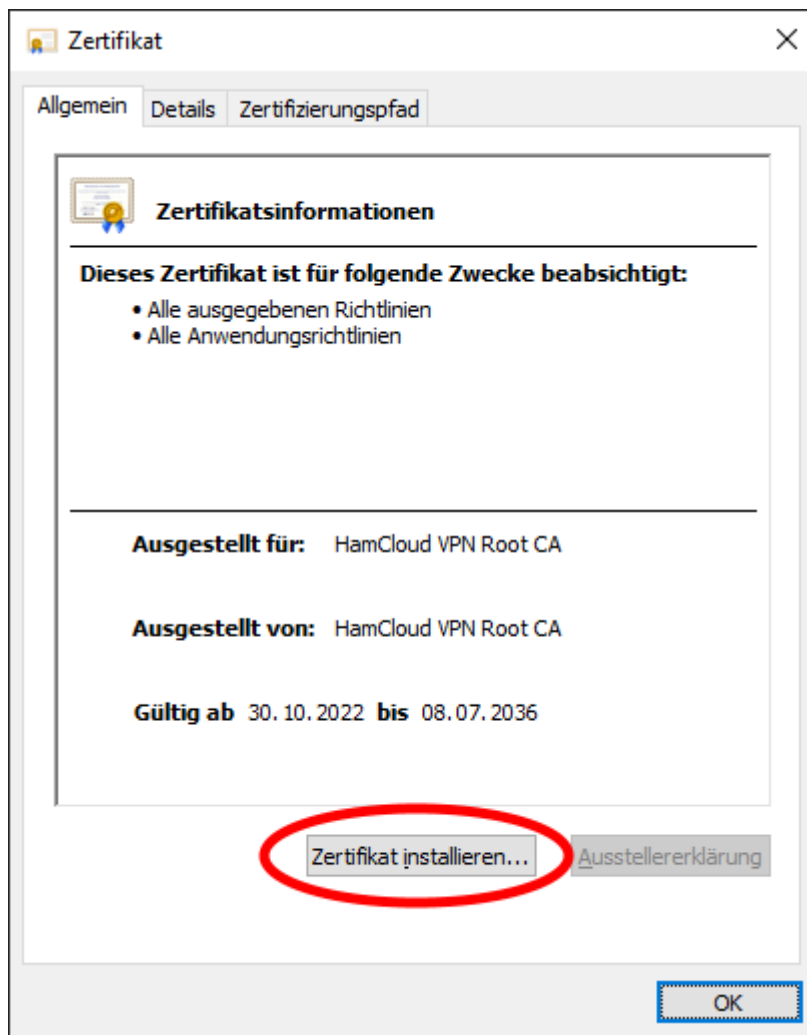 Zertifikat
Allgemein Details Zertifizierungspfad
Zertifikatsinformationen
Dieses Zertifikat ist für folgende Zwecke beabsichtigt:
• Alle ausgegebenen Richtlinien
• Alle Anwendungsrichtlinien
Ausgestellt für: HamCloud VPN Root CA
Ausgestellt von: HamCloud VPN Root CA
Gültig ab 30.10.2022 bis 08.07.2036
Zertifikat installieren... Ausstellererklärung
OK